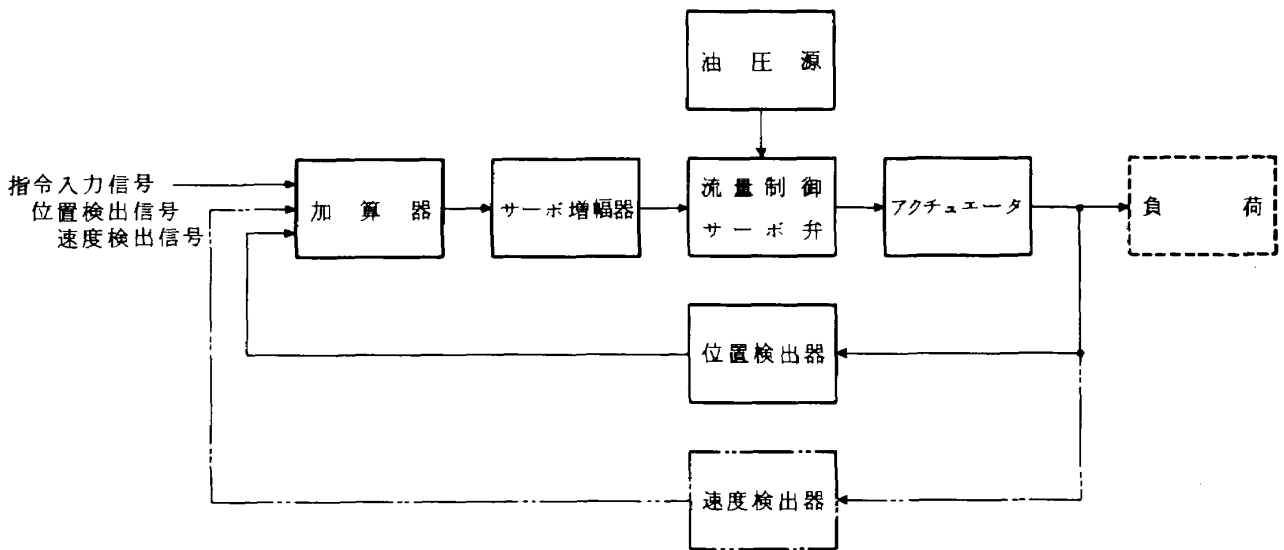 油圧源
指令入力信号
位置検出信号
速度検出信号
加算器
サーボ増幅器
流量制御
サーボ弁
アクチュエータ
負荷
位置検出器
速度検出器